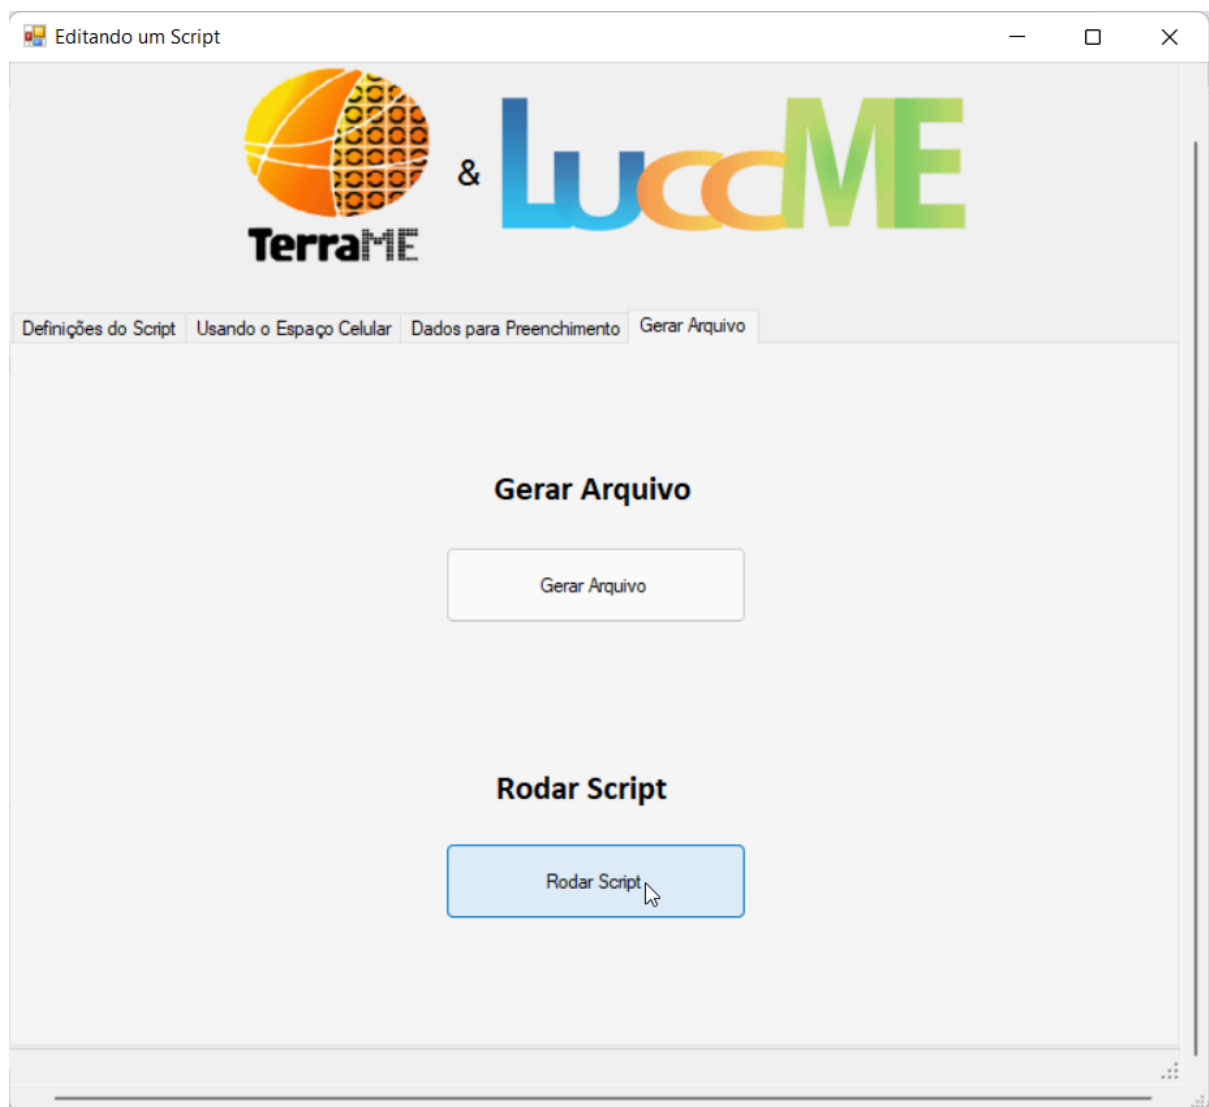 Editando um Script
& LuccME
TerraME
Definições do Script Usando o Espaço Celular Dados para Preenchimento Gerar Arquivo
Gerar Arquivo
Gerar Arquivo
Rodar Script
Rodar Script